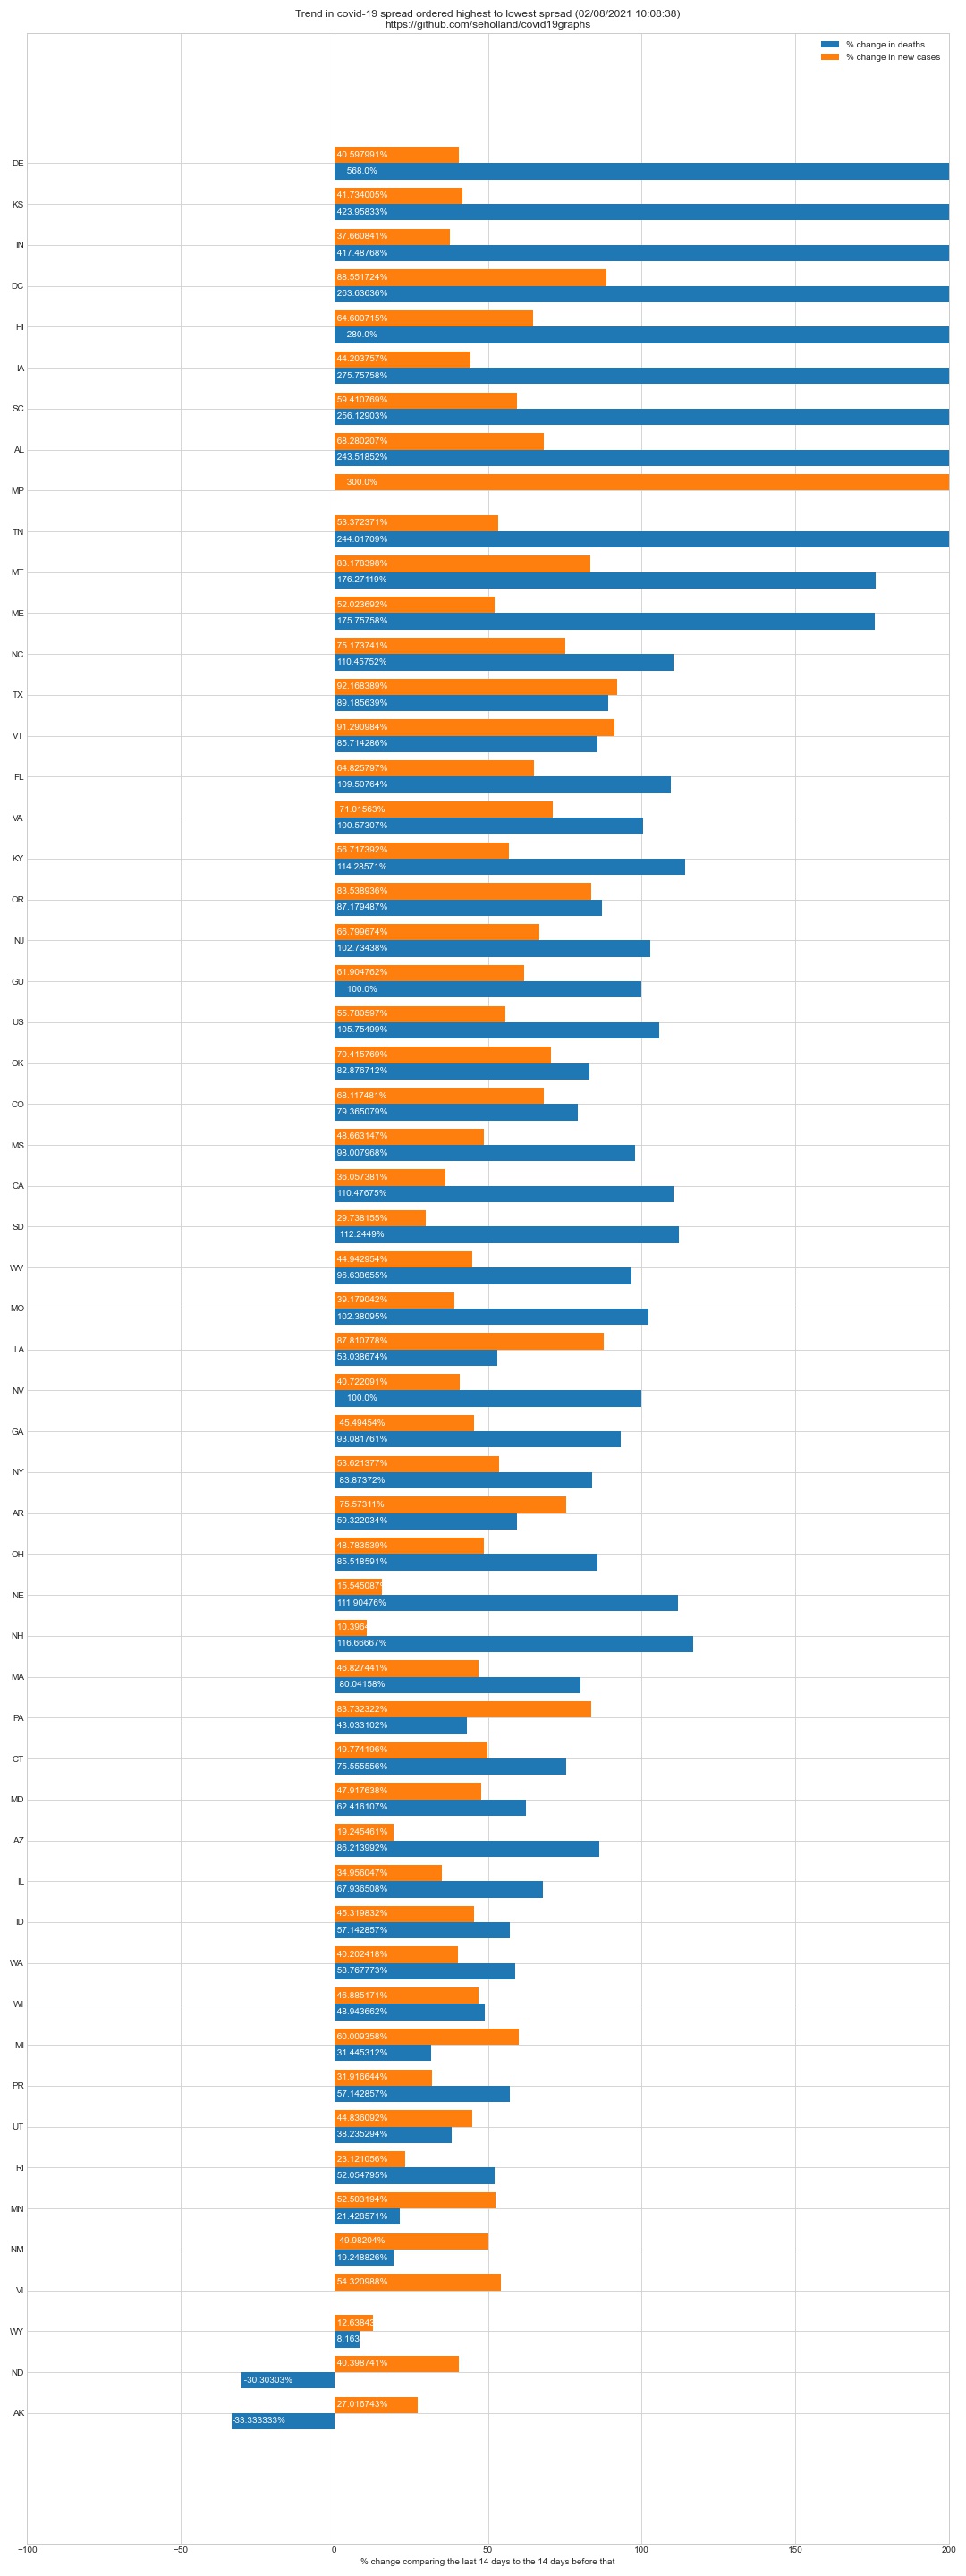 Trend in covid-19 spread ordered highest to lowest spread (02/08/2021 10:08:38)
https://github.com/seholland/covid19graphs
% change in deaths
% change in new cases
40.597991%
DE
568.0%
41.734005%
KS
423.95833%
37.660841%
IN
417.48768%
88.551724%
DC
263.63636%
64.600715%
HI
280.0%
44.203757%
IA
275.75758%
59.410769%
SC
256.12903%
68.280207%
AL
243.51852%
300.0%
MP
53.372371%
TN
244.01709%
83.178398%
MT
176.27119%
52.023692%
ME
175.75758%
75.173741%
NC
110.45752%
92.168389%
TX
89.185639%
91.290984%
VT
85.714286%
64.825797%
FL
109.50764%
71.01563%
VA
100.57307%
56.717392%
KY
114.28571%
83.538936%
OR
87.179487%
66.799674%
NJ
102.73438%
61.904762%
GU
100.0%
55.780597%
US
105.75499%
70.415769%
OK
82.876712%
68.117481%
CO
79.365079%
48.663147%
MS
98.007968%
36.057381%
CA
110.47675%
29.738155%
SD
112.2449%
44.942954%
WV
96.638655%
39.179042%
MO
102.38095%
87.810778%
LA
53.038674%
40.722091%
NV
100.0%
45.49454%
GA
93.081761%
53.621377%
NY
83.87372%
75.57311%
AR
59.322034%
48.783539%
OH
85.518591%
15.545087
NE
111.90476%
10.396
NH
116.66667%
46.827441%
MA
80.04158%
83.732322%
PA
43.033102%
49.774196%
CT
75.555556%
47.917638%
MD
62.416107%
19.245461%
AZ
86.213992%
34.956047%
IL
67.936508%
45.319832%
ID
57.142857%
40.202418%
WA
58.767773%
46.885171%
WI
48.943662%
60.009358%
MI
31.445312%
31.916644%
PR
57.142857%
44.836092%
UT
38.235294%
23.121056%
RI
52.054795%
52.503194%
MN
21.428571%
49.98204%
NM
19.248826%
54.320988%
VI
12.63843
WY
8.163
40.398741%
ND
-30.30303%
27.016743%
AK
-33.333333%
−100 −50 0 50 100 150 200
% change comparing the last 14 days to the 14 days before that